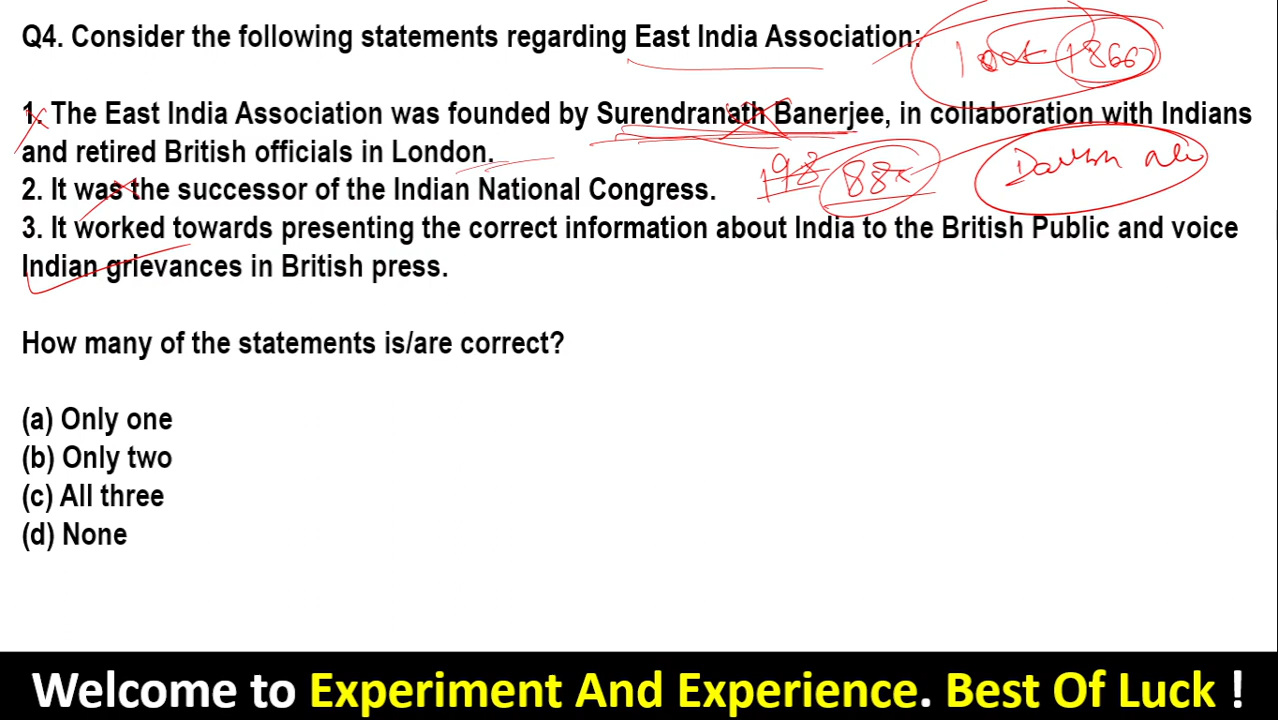 Q4. Consider the following statements regarding East India Association:
1866
1. The East India Association was founded by Surendranath Banerjee, in collaboration with Indians
and retired British officials in London.
2. It was the successor of the Indian National Congress.
3. It worked towards presenting the correct information about India to the British Public and voice
Indian grievances in British press.
How many of the statements is/are correct?
(a) Only one
(b) Only two
(c) All three
(d) None
Welcome to Experiment And Experience. Best Of Luck !